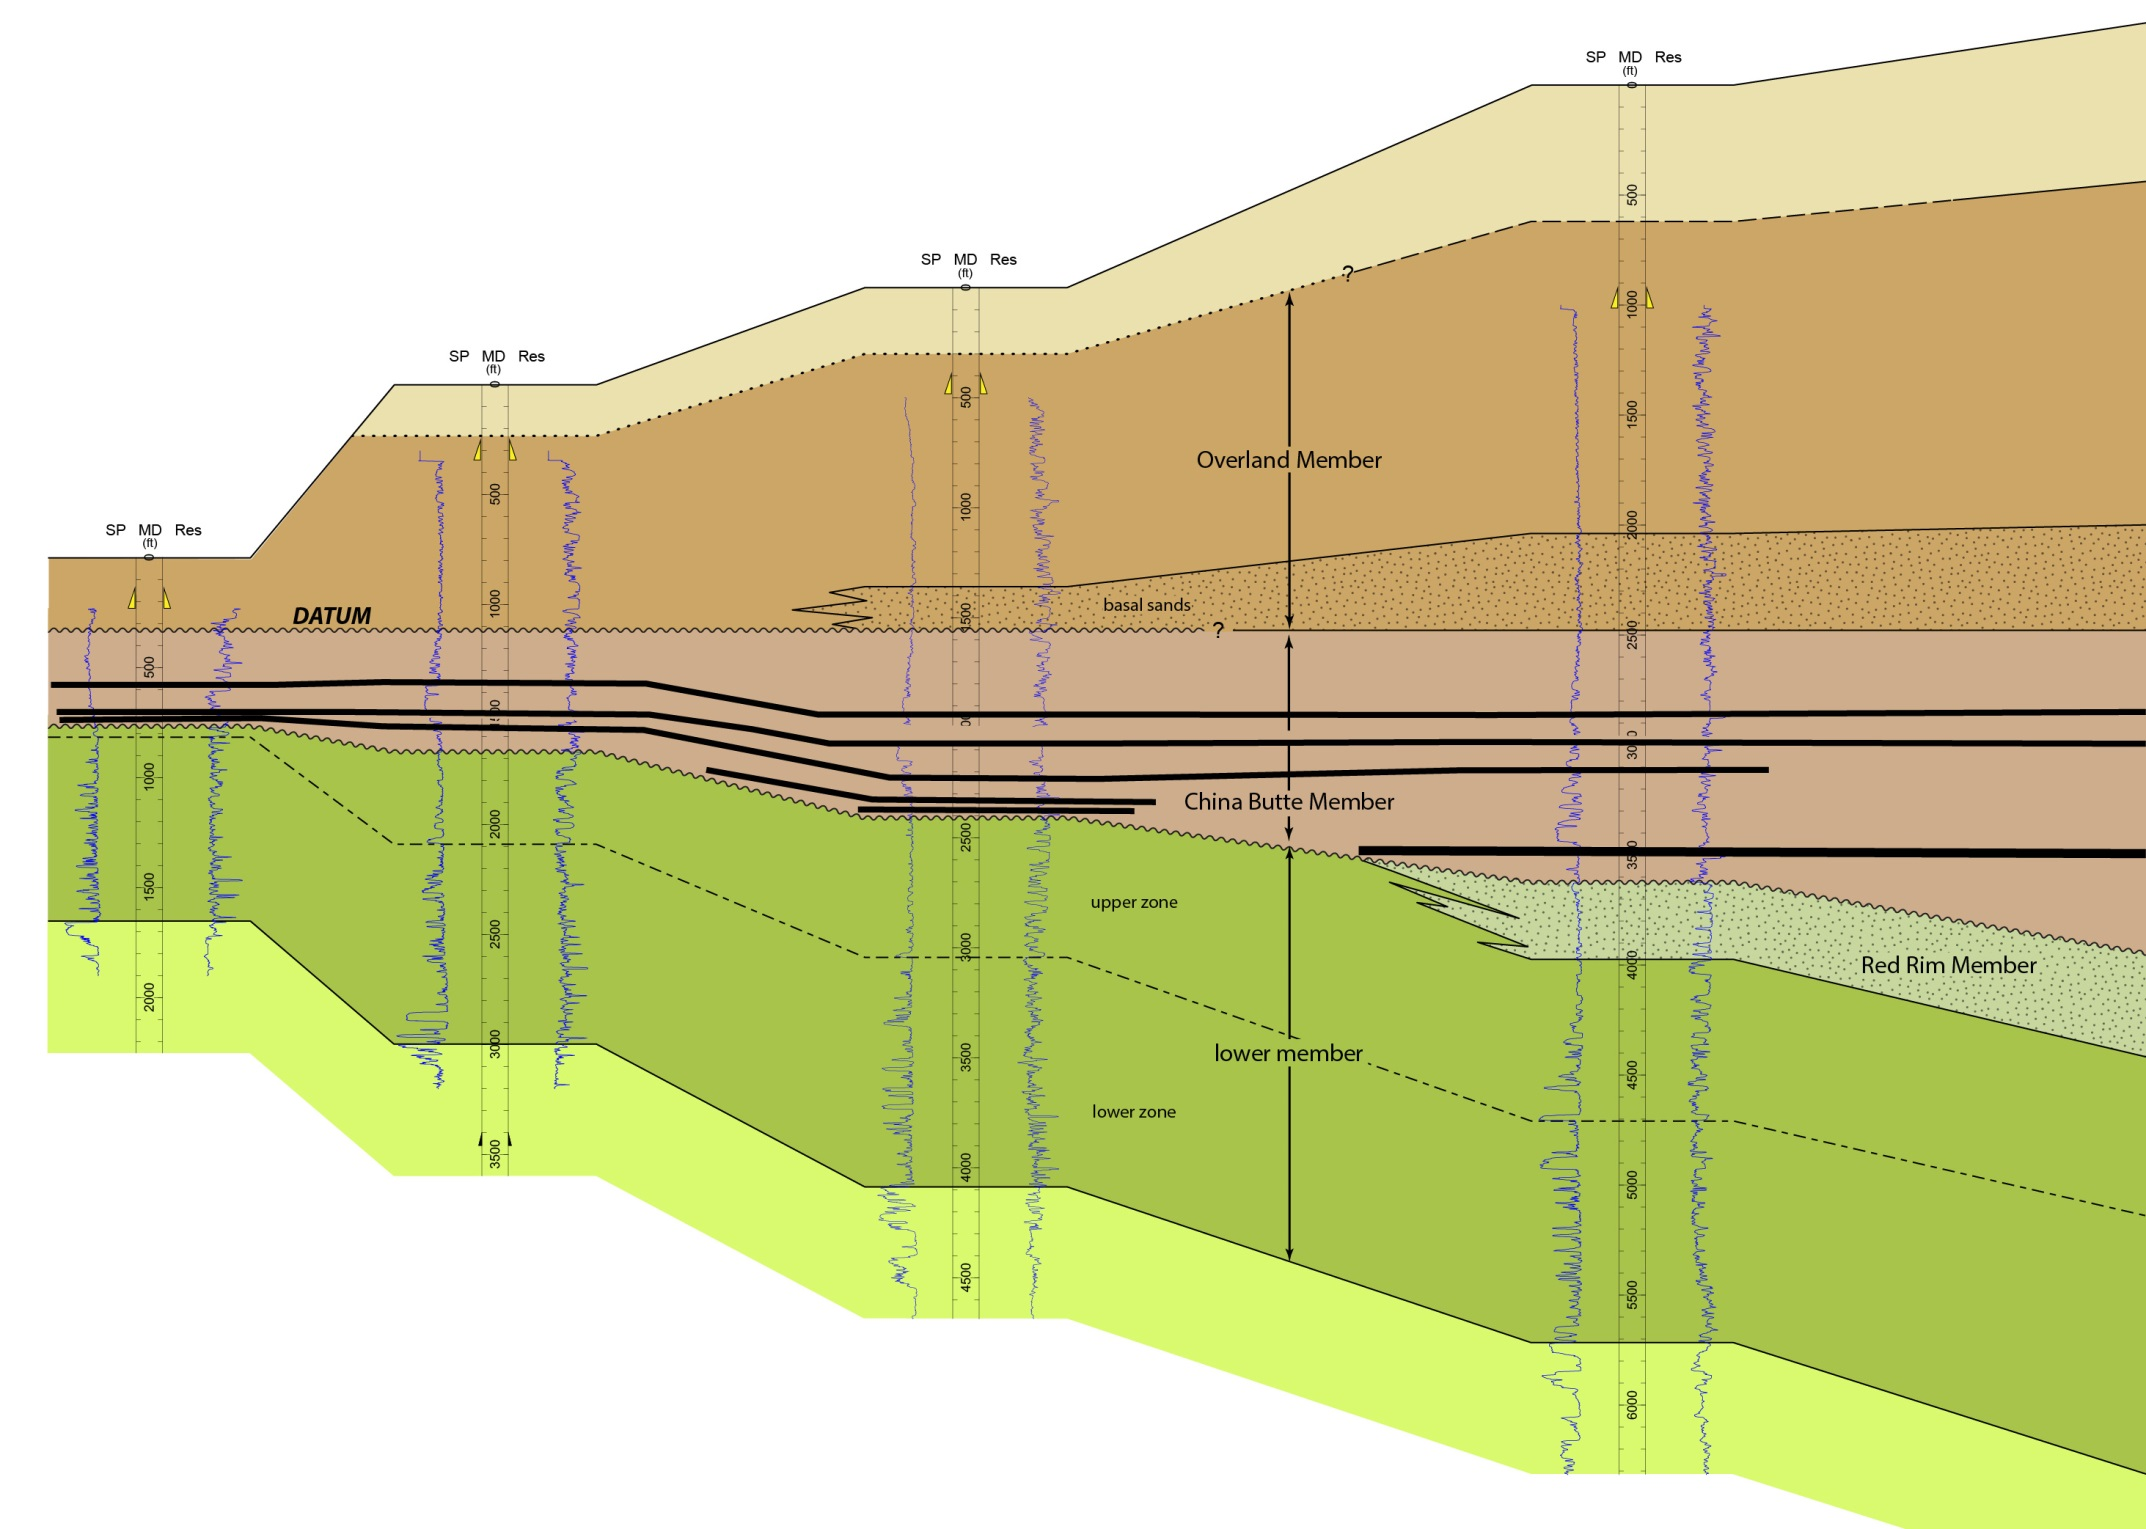 SP MD Res
(ft)
0
500
1000
1500
2000
2500
3000
4000
4500
5000
5500
6000
SP MD Res
(ft)
0
500
1000
1500
2500
3000
3500
4000
4500
SP MD Res
(ft)
0
500
1000
2000
2500
3000
3500
SP MD Res
(ft)
0
500
1000
1500
2000
?
Overland Member
basal sands
DATUM
?
China Butte Member
upper zone
Red Rim Member
lower member
lower zone